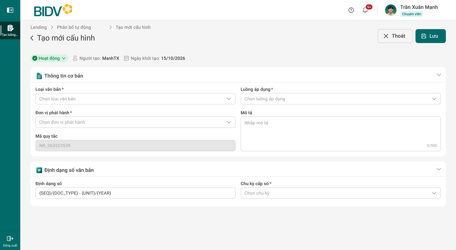 BIDV
9+
Trần Xuân Mạnh
Chuyên viên
Landing > Phân bổ tự động > Tạo mới cấu hình
Tạo mới cấu hình
Thoát
Lưu
Hoạt động
Người tạo: ManhTX
Ngày khởi tạo: 15/10/2026
Thông tin cơ bản
Loại văn bản *
Chọn loại văn bản
Luồng áp dụng *
Chọn luồng áp dụng
Đơn vị phát hành *
Chọn đơn vị phát hành
Mô tả
Nhập mô tả
0/500
Mã quy tắc
Định dạng số văn bản
Định dạng số
{SEQ}/{DOC_TYPE} - {UNIT}/{YEAR}
Chu kỳ cấp số *
Chọn chu kỳ
Đăng xuất